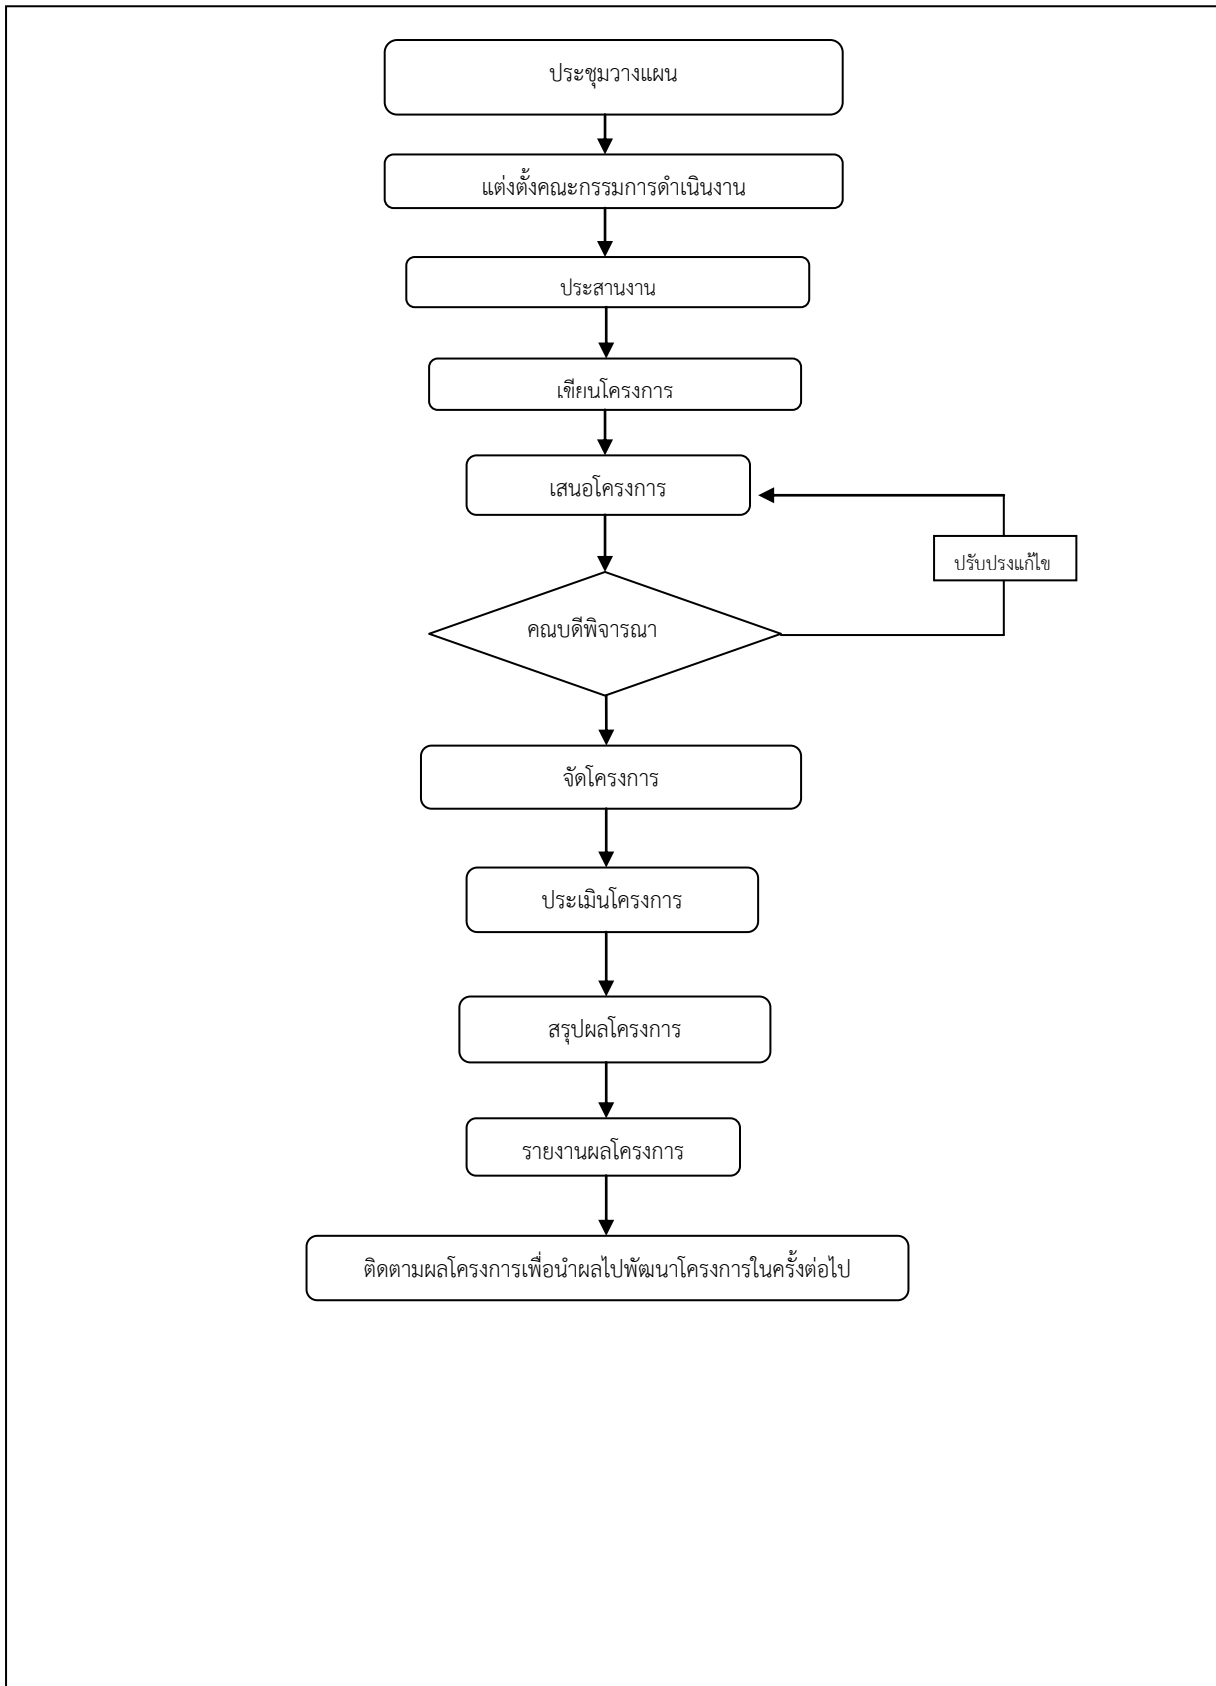 ประชุมวางแผน
แต่งตั้งคณะกรรมการดำเนินงาน
ประสานงาน
เขียนโครงการ
เสนอโครงการ
ปรับปรงแก้ไข
คณบดีพิจารณา
จัดโครงการ
ประเมินโครงการ
สรุปผลโครงการ
รายงานผลโครงการ
ติดตามผลโครงการเพื่อนำผลไปพัฒนาโครงการในครั้งต่อไป